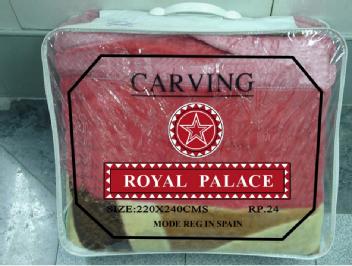 CARVING
ROYAL PALACE
SIZE:220X240CMS RP.24
MODE REG IN SPAIN